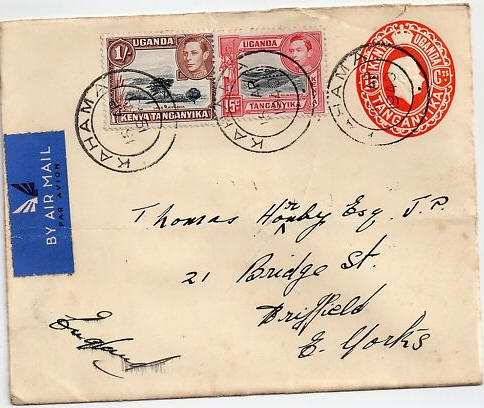 UGANDA
1/-
KENYA TANGANYIKA
UGANDA
KENYA
15c
TANGANYIKA
UGANDA
TANGANYIKA
KAHAMA
KAHAMA
KAHAMA
BY AIR MAIL
PAR AVION
Thomas Hornby Esq. J.P.
21 Bridge St.
Driffield
E. Yorks
England